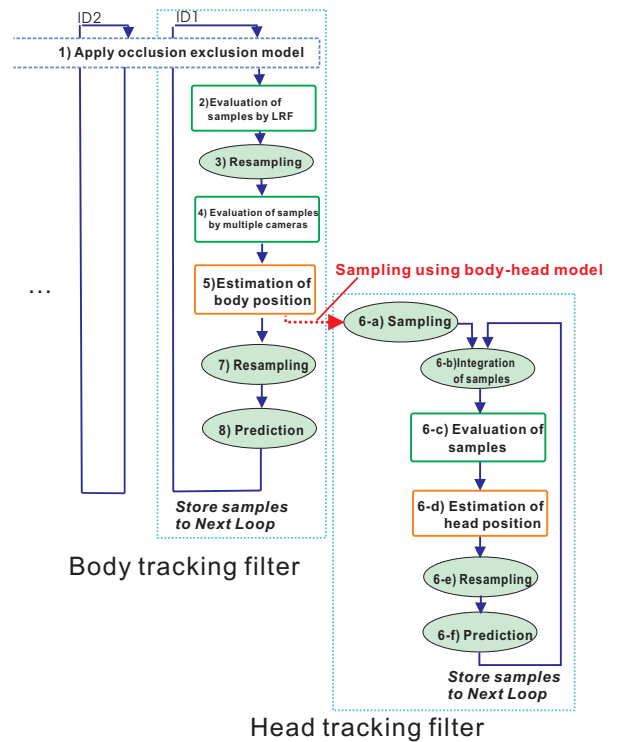 ID2
ID1
1) Apply occlusion exclusion model
2)Evaluation of
samples by LRF
3) Resampling
4) Evaluation of samples
by multiple cameras
5)Estimation of
body position
7) Resampling
8) Prediction
Store samples
to Next Loop
Body tracking filter
...
Sampling using body-head model
6-a) Sampling
6-b)Integration
of samples
6-c) Evaluation of
samples
6-d) Estimation of
head position
6-e) Resampling
6-f) Prediction
Store samples
to Next Loop
Head tracking filter